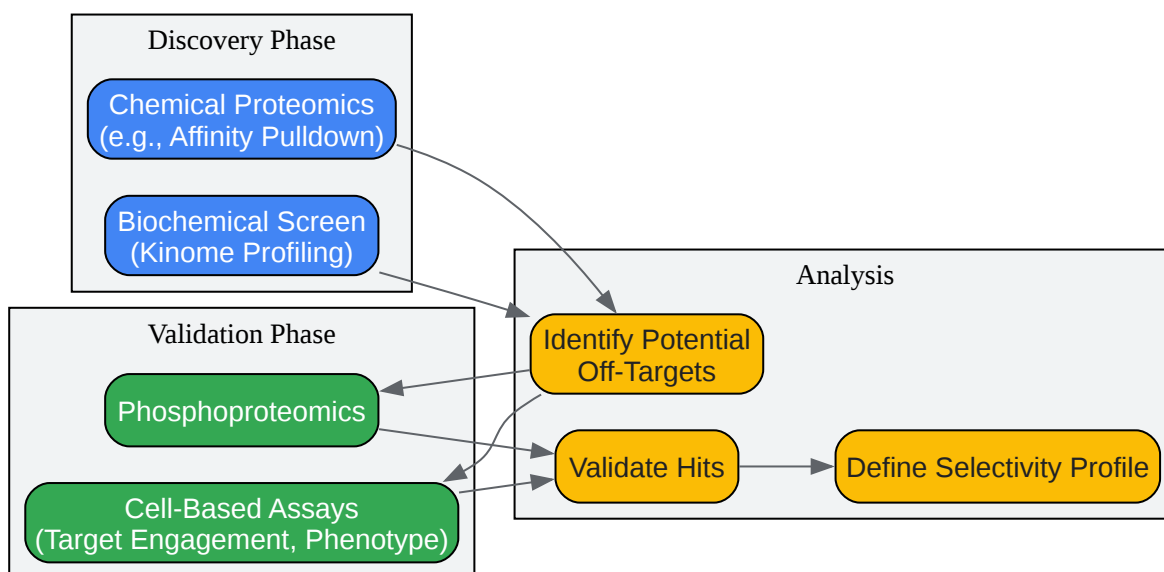 Discovery Phase
Chemical Proteomics
(e.g., Affinity Pulldown)
Biochemical Screen
(Kinome Profiling)
Analysis
Identify Potential
Off-Targets
Validation Phase
Phosphoproteomics
Validate Hits
Define Selectivity Profile
Cell-Based Assays
(Target Engagement, Phenotype)